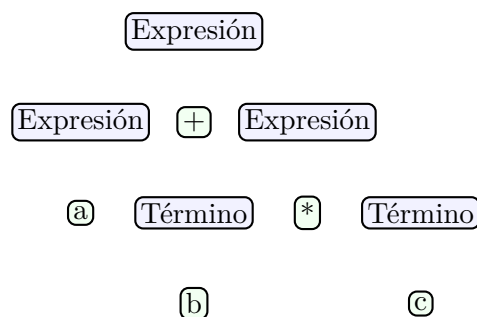 Expresión
Expresión + Expresión
a Término * Término
b c